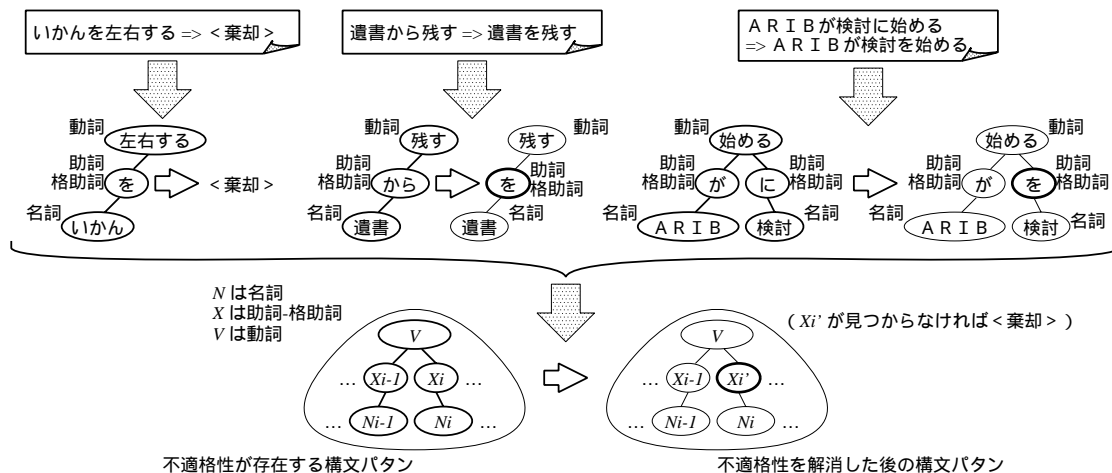 いかんを左右する => <棄却>
遺書から残す => 遺書を残す
ＡＲＩＢが検討に始める
=> ＡＲＩＢが検討を始める
動詞
左右する
助詞
格助詞
を
名詞
いかん
<棄却>
動詞
残す
助詞
格助詞
から
名詞
遺書
残す
動詞
を
助詞
格助詞
遺書
名詞
動詞
始める
助詞
格助詞
が
に
助詞
格助詞
名詞
ＡＲＩＢ
検討
名詞
始める
動詞
助詞
格助詞
が
を
助詞
格助詞
名詞
ＡＲＩＢ
検討
名詞
N は名詞
X は助詞-格助詞
V は動詞
V
… Xi-1 Xi …
… Ni-1 Ni …
不適格性が存在する構文パタン
( Xi’ が見つからなければ<棄却> )
V
… Xi-1 Xi’ …
… Ni-1 Ni …
不適格性を解消した後の構文パタン